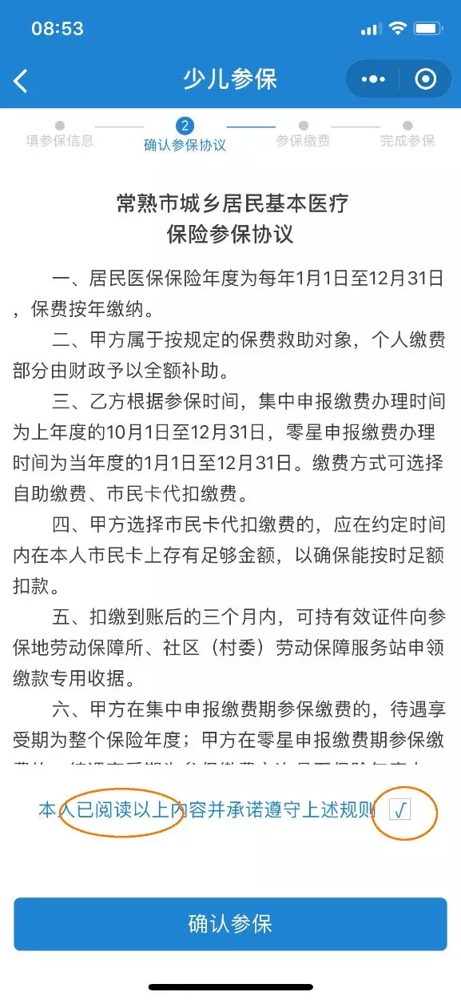 08:53
少儿参保
2
填参保信息
确认参保协议
参保缴费
完成参保
常熟市城乡居民基本医疗
保险参保协议
一、居民医保保险年度为每年1月1日至12月31日
，保费按年缴纳。
二、甲方属于按规定的保费救助对象，个人缴费
部分由财政予以全额补助。
三、乙方根据参保时间，集中申报缴费办理时间
为上年度的10月1日至12月31日，零星申报缴费办理
时间为当年度的1月1日至12月31日。缴费方式可选择
自助缴费、市民卡代扣缴费。
四、甲方选择市民卡代扣缴费的，应在约定时间
内在本人市民卡上存有足够金额，以确保能按时足额
扣款。
五、扣缴到账后的三个月内，可持有效证件向参
保地劳动保障所、社区（村委）劳动保障服务站申领
缴款专用收据。
六、甲方在集中申报缴费期参保缴费的，待遇享
受期为整个保险年度；甲方在零星申报缴费期参保缴
本人已阅读以上内容并承诺遵守上述规则 √
确认参保